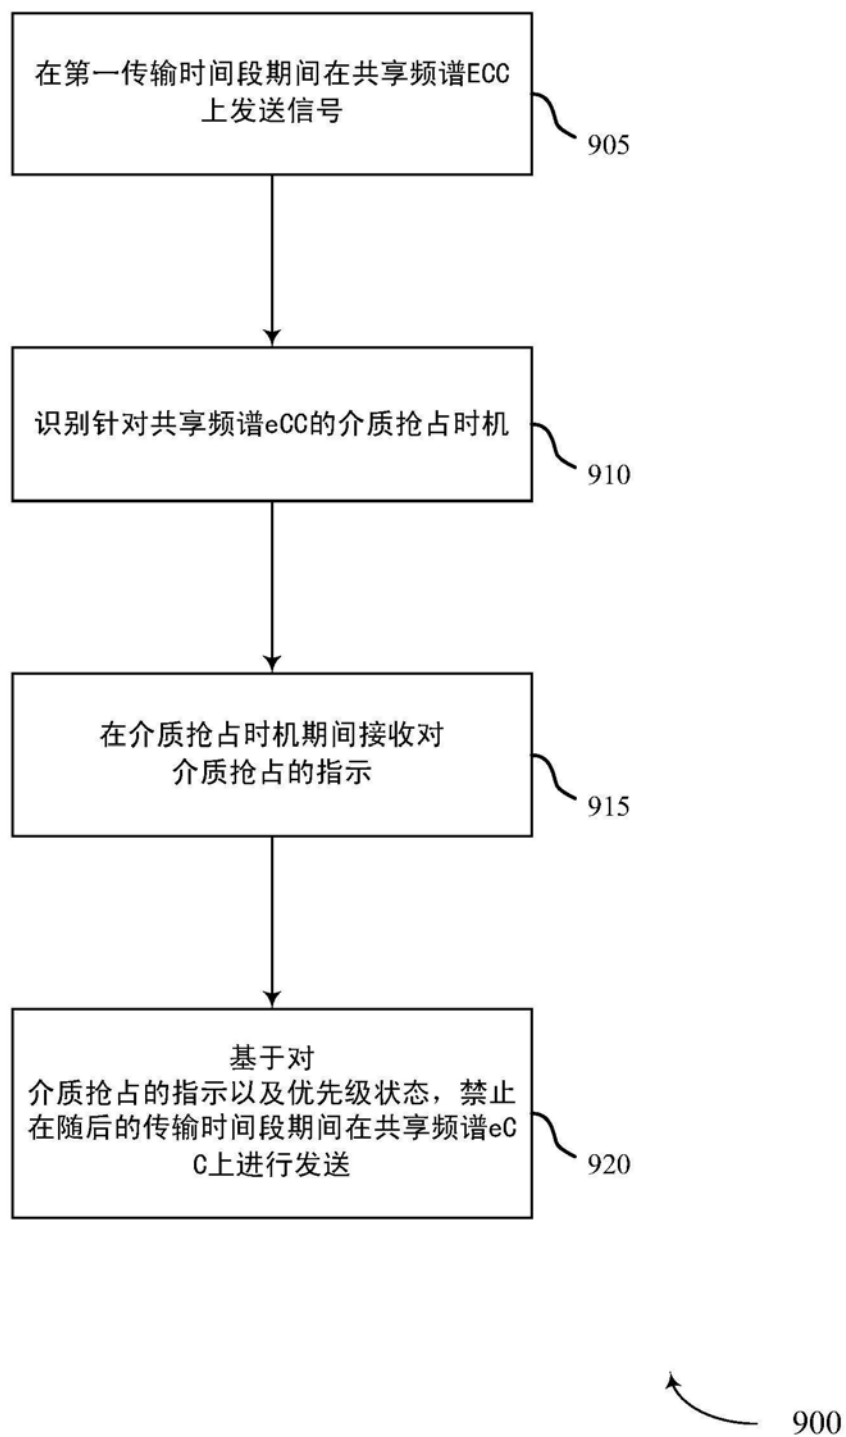 在第一传输时间段期间在共享频谱ECC
上发送信号
905
识别针对共享频谱eCC的介质抢占时机
910
在介质抢占时机期间接收对
介质抢占的指示
915
基于对
介质抢占的指示以及优先级状态，禁止
在随后的传输时间段期间在共享频谱eC
C上进行发送
920
900